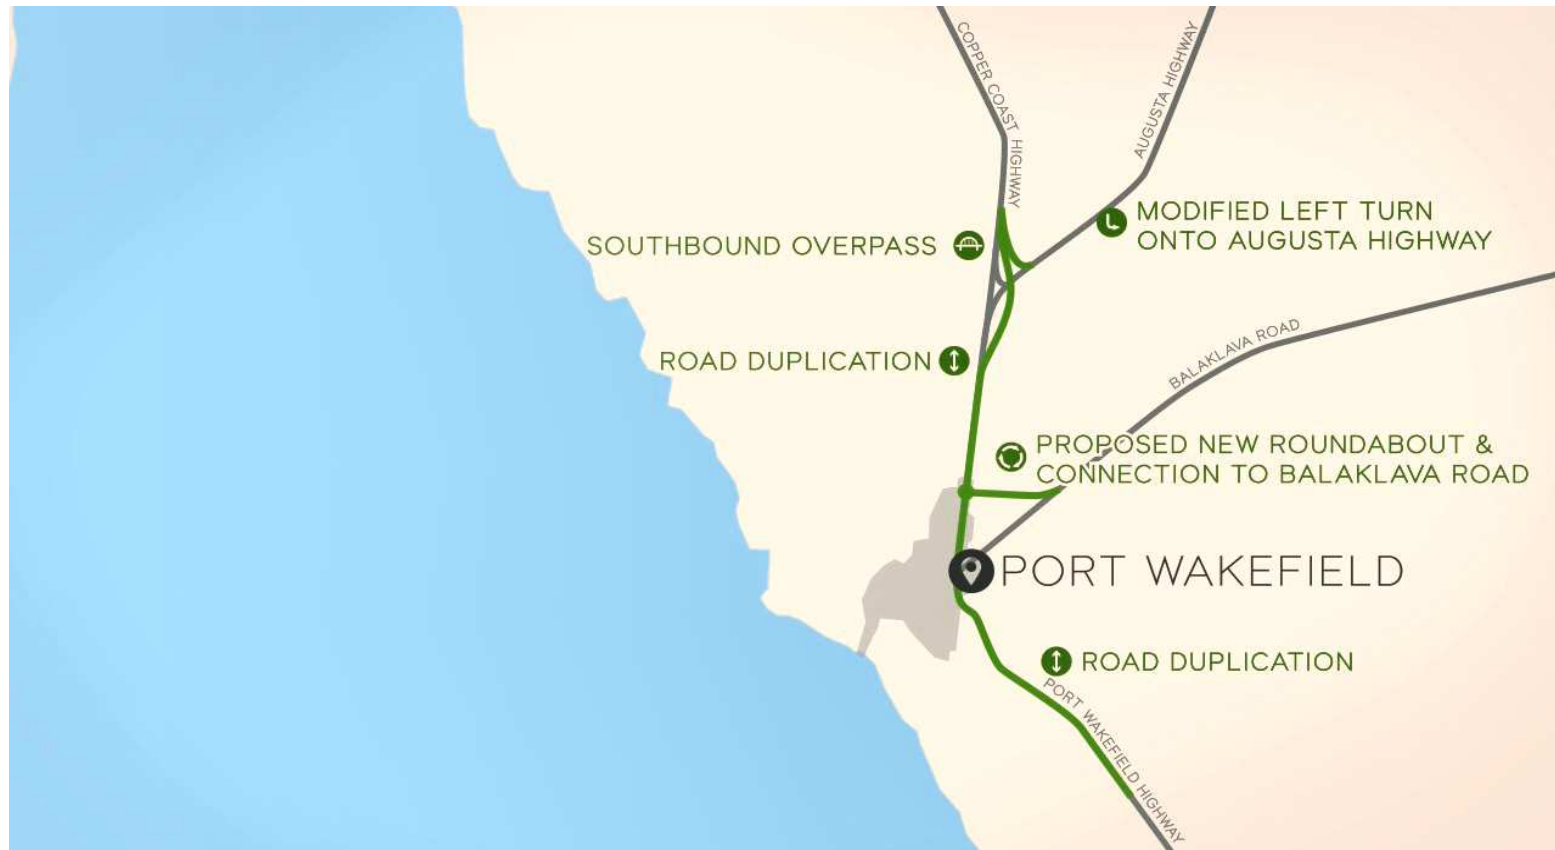 COPPER COAST HIGHWAY
AUGUSTA HIGHWAY
MODIFIED LEFT TURN
ONTO AUGUSTA HIGHWAY
SOUTHBOUND OVERPASS
BALAKLAVA ROAD
ROAD DUPLICATION
PROPOSED NEW ROUNDABOUT &
CONNECTION TO BALAKLAVA ROAD
PORT WAKEFIELD
ROAD DUPLICATION
PORT WAKEFIELD HIGHWAY